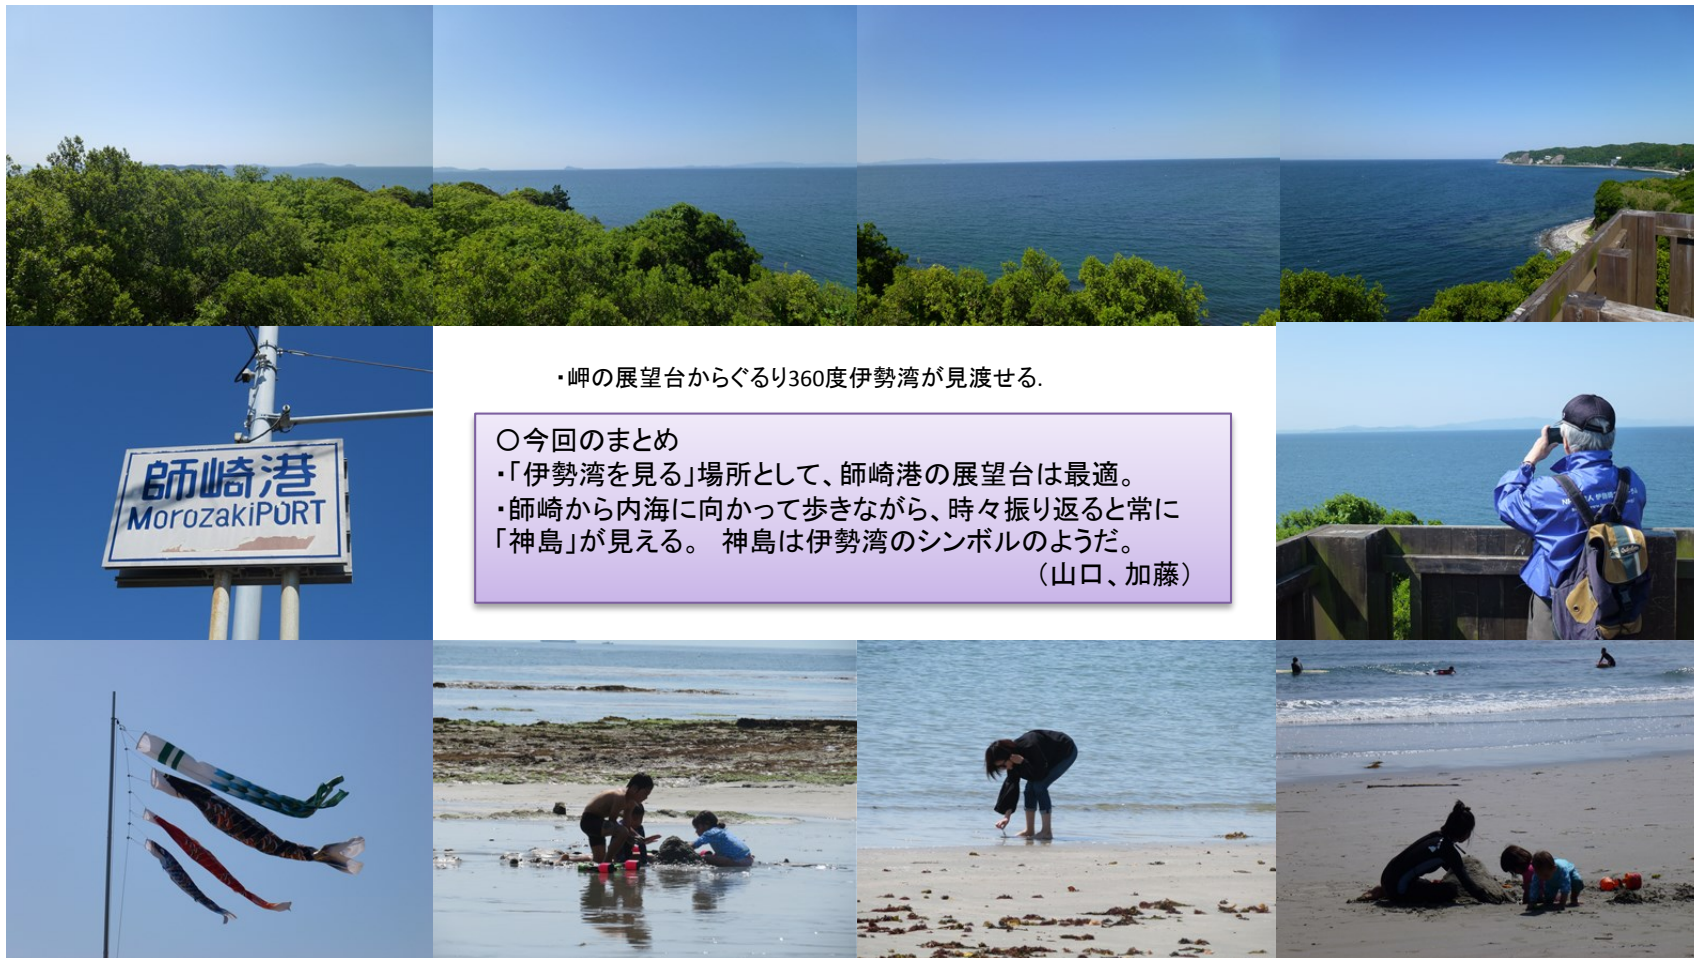 ・岬の展望台からぐるり360度伊勢湾が見渡せる.
師崎港
MorozakiPORT
〇今回のまとめ
・「伊勢湾を見る」場所として、師崎港の展望台は最適。
・師崎から内海に向かって歩きながら、時々振り返ると常に
「神島」が見える。　神島は伊勢湾のシンボルのようだ。
（山口、加藤）